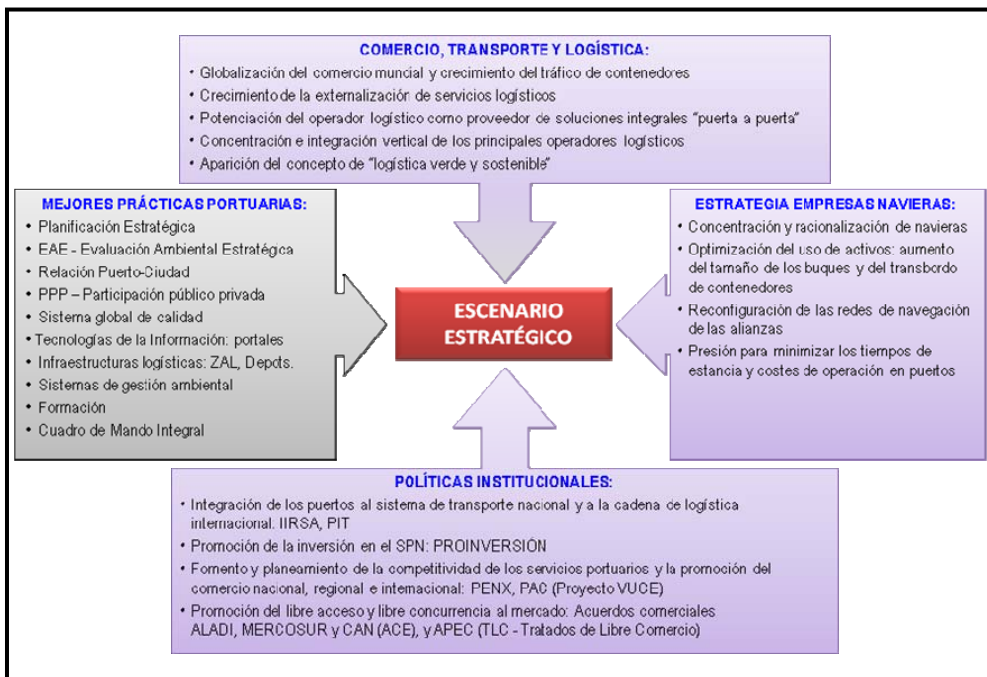 COMERCIO, TRANSPORTE Y LOGÍSTICA:
• Globalización del comercio mundial y crecimiento del tráfico de contenedores
• Crecimiento de la externalización de servicios logísticos
• Potenciación del operador logístico como proveedor de soluciones integrales "puerta a puerta"
• Concentración e integración vertical de los principales operadores logísticos
• Aparición del concepto de "logística verde y sostenible"
MEJORES PRÁCTICAS PORTUARIAS:
• Planificación Estratégica
• EAE - Evaluación Ambiental Estratégica
• Relación Puerto-Ciudad
• PPP – Participación público privada
• Sistema global de calidad
• Tecnologías de la Información: portales
• Infraestructuras logísticas: ZAL, Depots.
• Sistemas de gestión ambiental
• Formación
• Cuadro de Mando Integral
ESCENARIO
ESTRATÉGICO
ESTRATEGIA EMPRESAS NAVIERAS:
• Concentración y racionalización de navieras
• Optimización del uso de activos: aumento
del tamaño de los buques y del transbordo
de contenedores
• Reconfiguración de las redes de navegación
de las alianzas
• Presión para minimizar los tiempos de
estancia y costes de operación en puertos
POLÍTICAS INSTITUCIONALES:
• Integración de los puertos al sistema de transporte nacional y a la cadena de logística
internacional: IIRSA, PIT
• Promoción de la inversión en el SPN: PROINVERSIÓN
• Fomento y planeamiento de la competitividad de los servicios portuarios y la promoción del
comercio nacional, regional e internacional: PENX, PAC (Proyecto VUCE)
• Promoción del libre acceso y libre concurrencia al mercado: Acuerdos comerciales
ALADI, MERCOSUR y CAN (ACE), y APEC (TLC - Tratados de Libre Comercio)